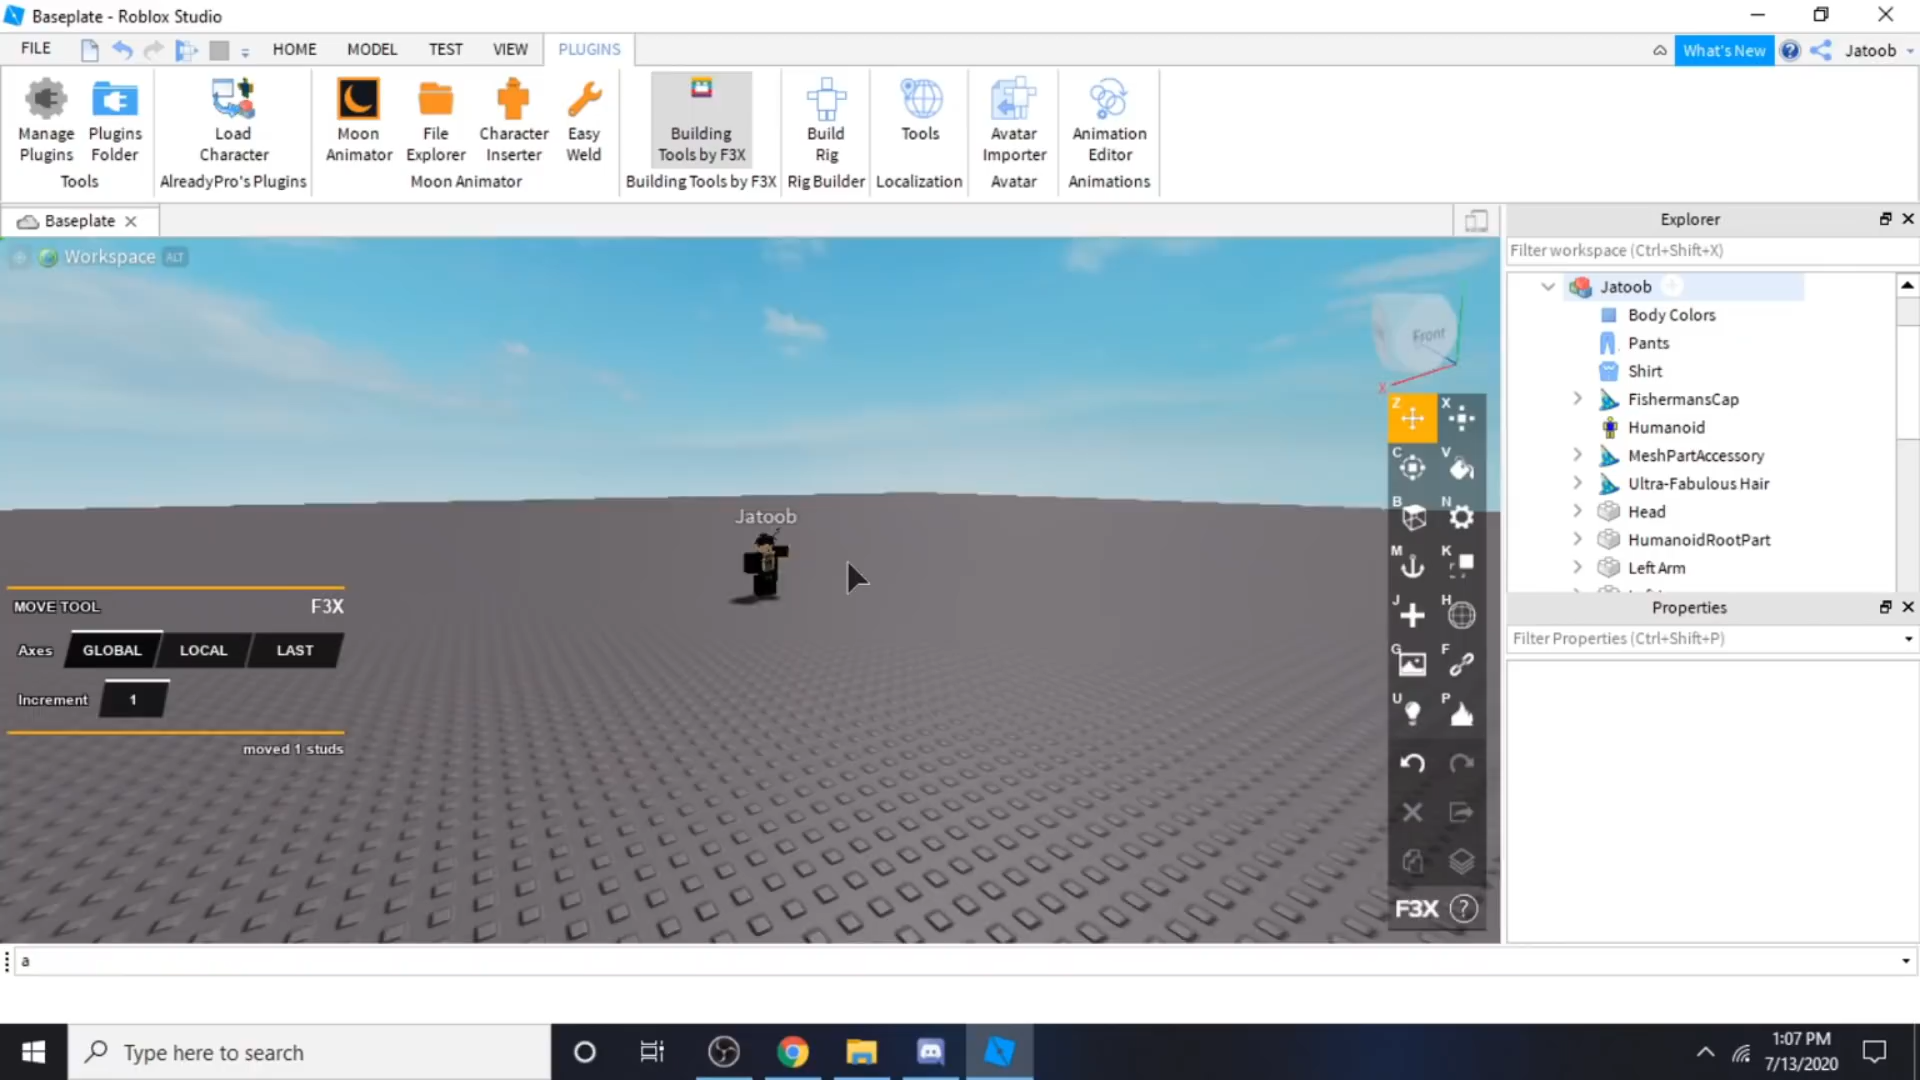 Baseplate - Roblox Studio
FILE HOME MODEL TEST VIEW PLUGINS What's New Jatoob
Manage Plugins
Plugins Folder
Tools
Load Character
AlreadyPro's Plugins
Moon Animator
File Explorer
Character Inserter
Easy Weld
Moon Animator
Building Tools by F3X
Building Tools by F3X
Build Rig
Rig Builder
Tools
Localization
Avatar Importer
Avatar
Animation Editor
Animations
Baseplate
Workspace ALT
Front
X
Jatoob
MOVE TOOL F3X
Axes GLOBAL LOCAL LAST
Increment 1
moved 1 studs
Z X
C V
B N
M K
J H
G F
U P
F3X ?
Explorer
Filter workspace (Ctrl+Shift+X)
Jatoob
Body Colors
Pants
Shirt
FishermansCap
Humanoid
MeshPartAccessory
Ultra-Fabulous Hair
Head
HumanoidRootPart
Left Arm
Properties
Filter Properties (Ctrl+Shift+P)
a
Type here to search
1:07 PM
7/13/2020